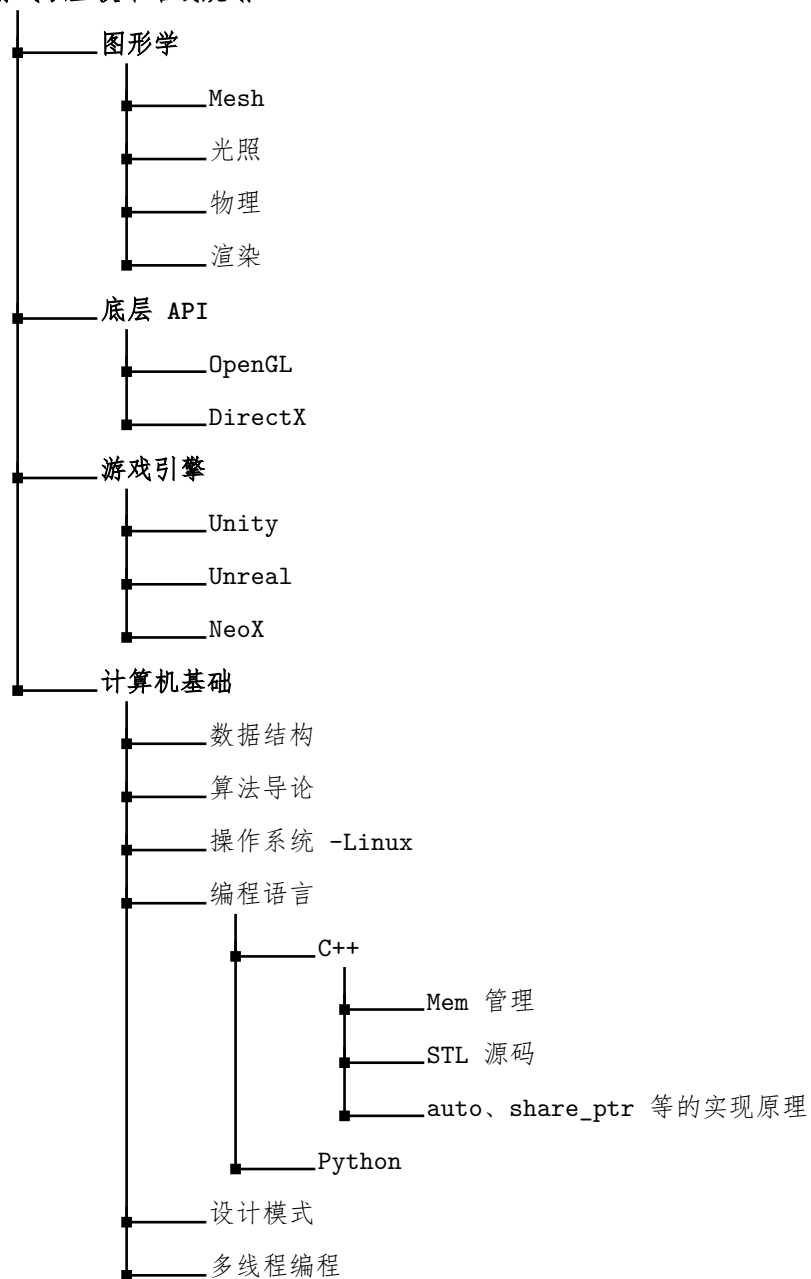 图形学
Mesh
光照
物理
渲染
底层 API
OpenGL
DirectX
游戏引擎
Unity
Unreal
NeoX
计算机基础
数据结构
算法导论
操作系统 -Linux
编程语言
C++
Mem 管理
STL 源码
auto、share_ptr 等的实现原理
Python
设计模式
多线程编程